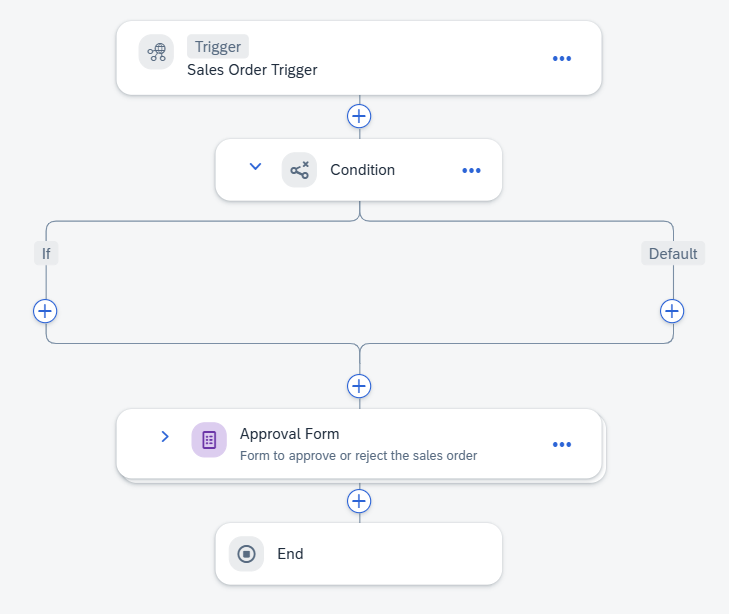 Trigger
Sales Order Trigger
Condition
If
Default
Approval Form
Form to approve or reject the sales order
End